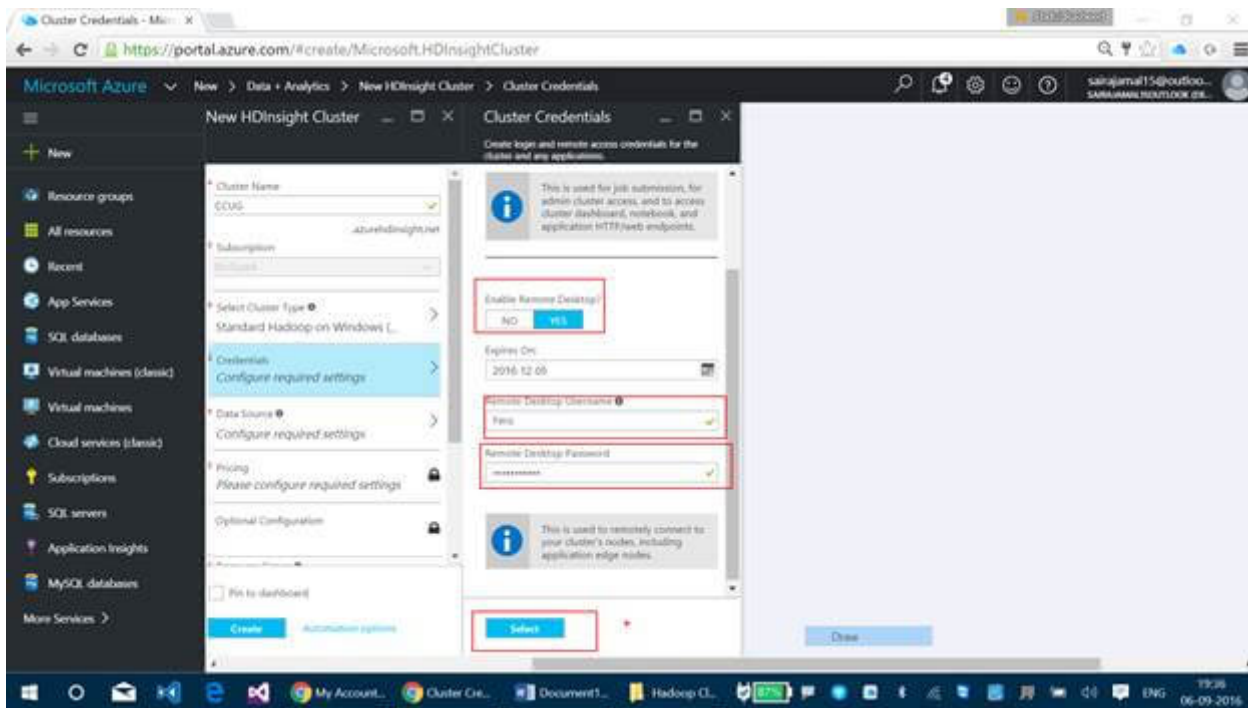 Cluster Credentials - Mic
https://portal.azure.com/#create/Microsoft.HDInsightCluster
Microsoft Azure
New > Data + Analytics > New HDInsight Cluster > Cluster Credentials
sairajamal15@outloo...
New
Resource groups
All resources
Recent
App Services
SQL databases
Virtual machines (classic)
Virtual machines
Cloud services (classic)
Subscriptions
SQL servers
Application Insights
MySQL databases
More Services >
New HDInsight Cluster
* Cluster Name
CCUG
.azurehdinsight.net
* Subscription
* Select Cluster Type
Standard Hadoop on Windows (...
* Credentials
Configure required settings
* Data Source
Configure required settings
* Pricing
Please configure required settings
Optional Configuration
Pin to dashboard
Create
Automation options
Cluster Credentials
Create login and remote access credentials for the
cluster and any applications.
This is used for job submission, for
admin cluster access, and to access
cluster dashboard, notebook, and
application HTTP/web endpoints.
Enable Remote Desktop?
NO
YES
Expires On:
2016-12-05
Remote Desktop Username
Remote Desktop Password
This is used to remotely connect to
your cluster's nodes, including
application edge nodes.
Select
*
Draw
My Account...
Cluster Cre...
Document1...
Hadoop Cl...
87%
ENG
19:36
06-09-2016